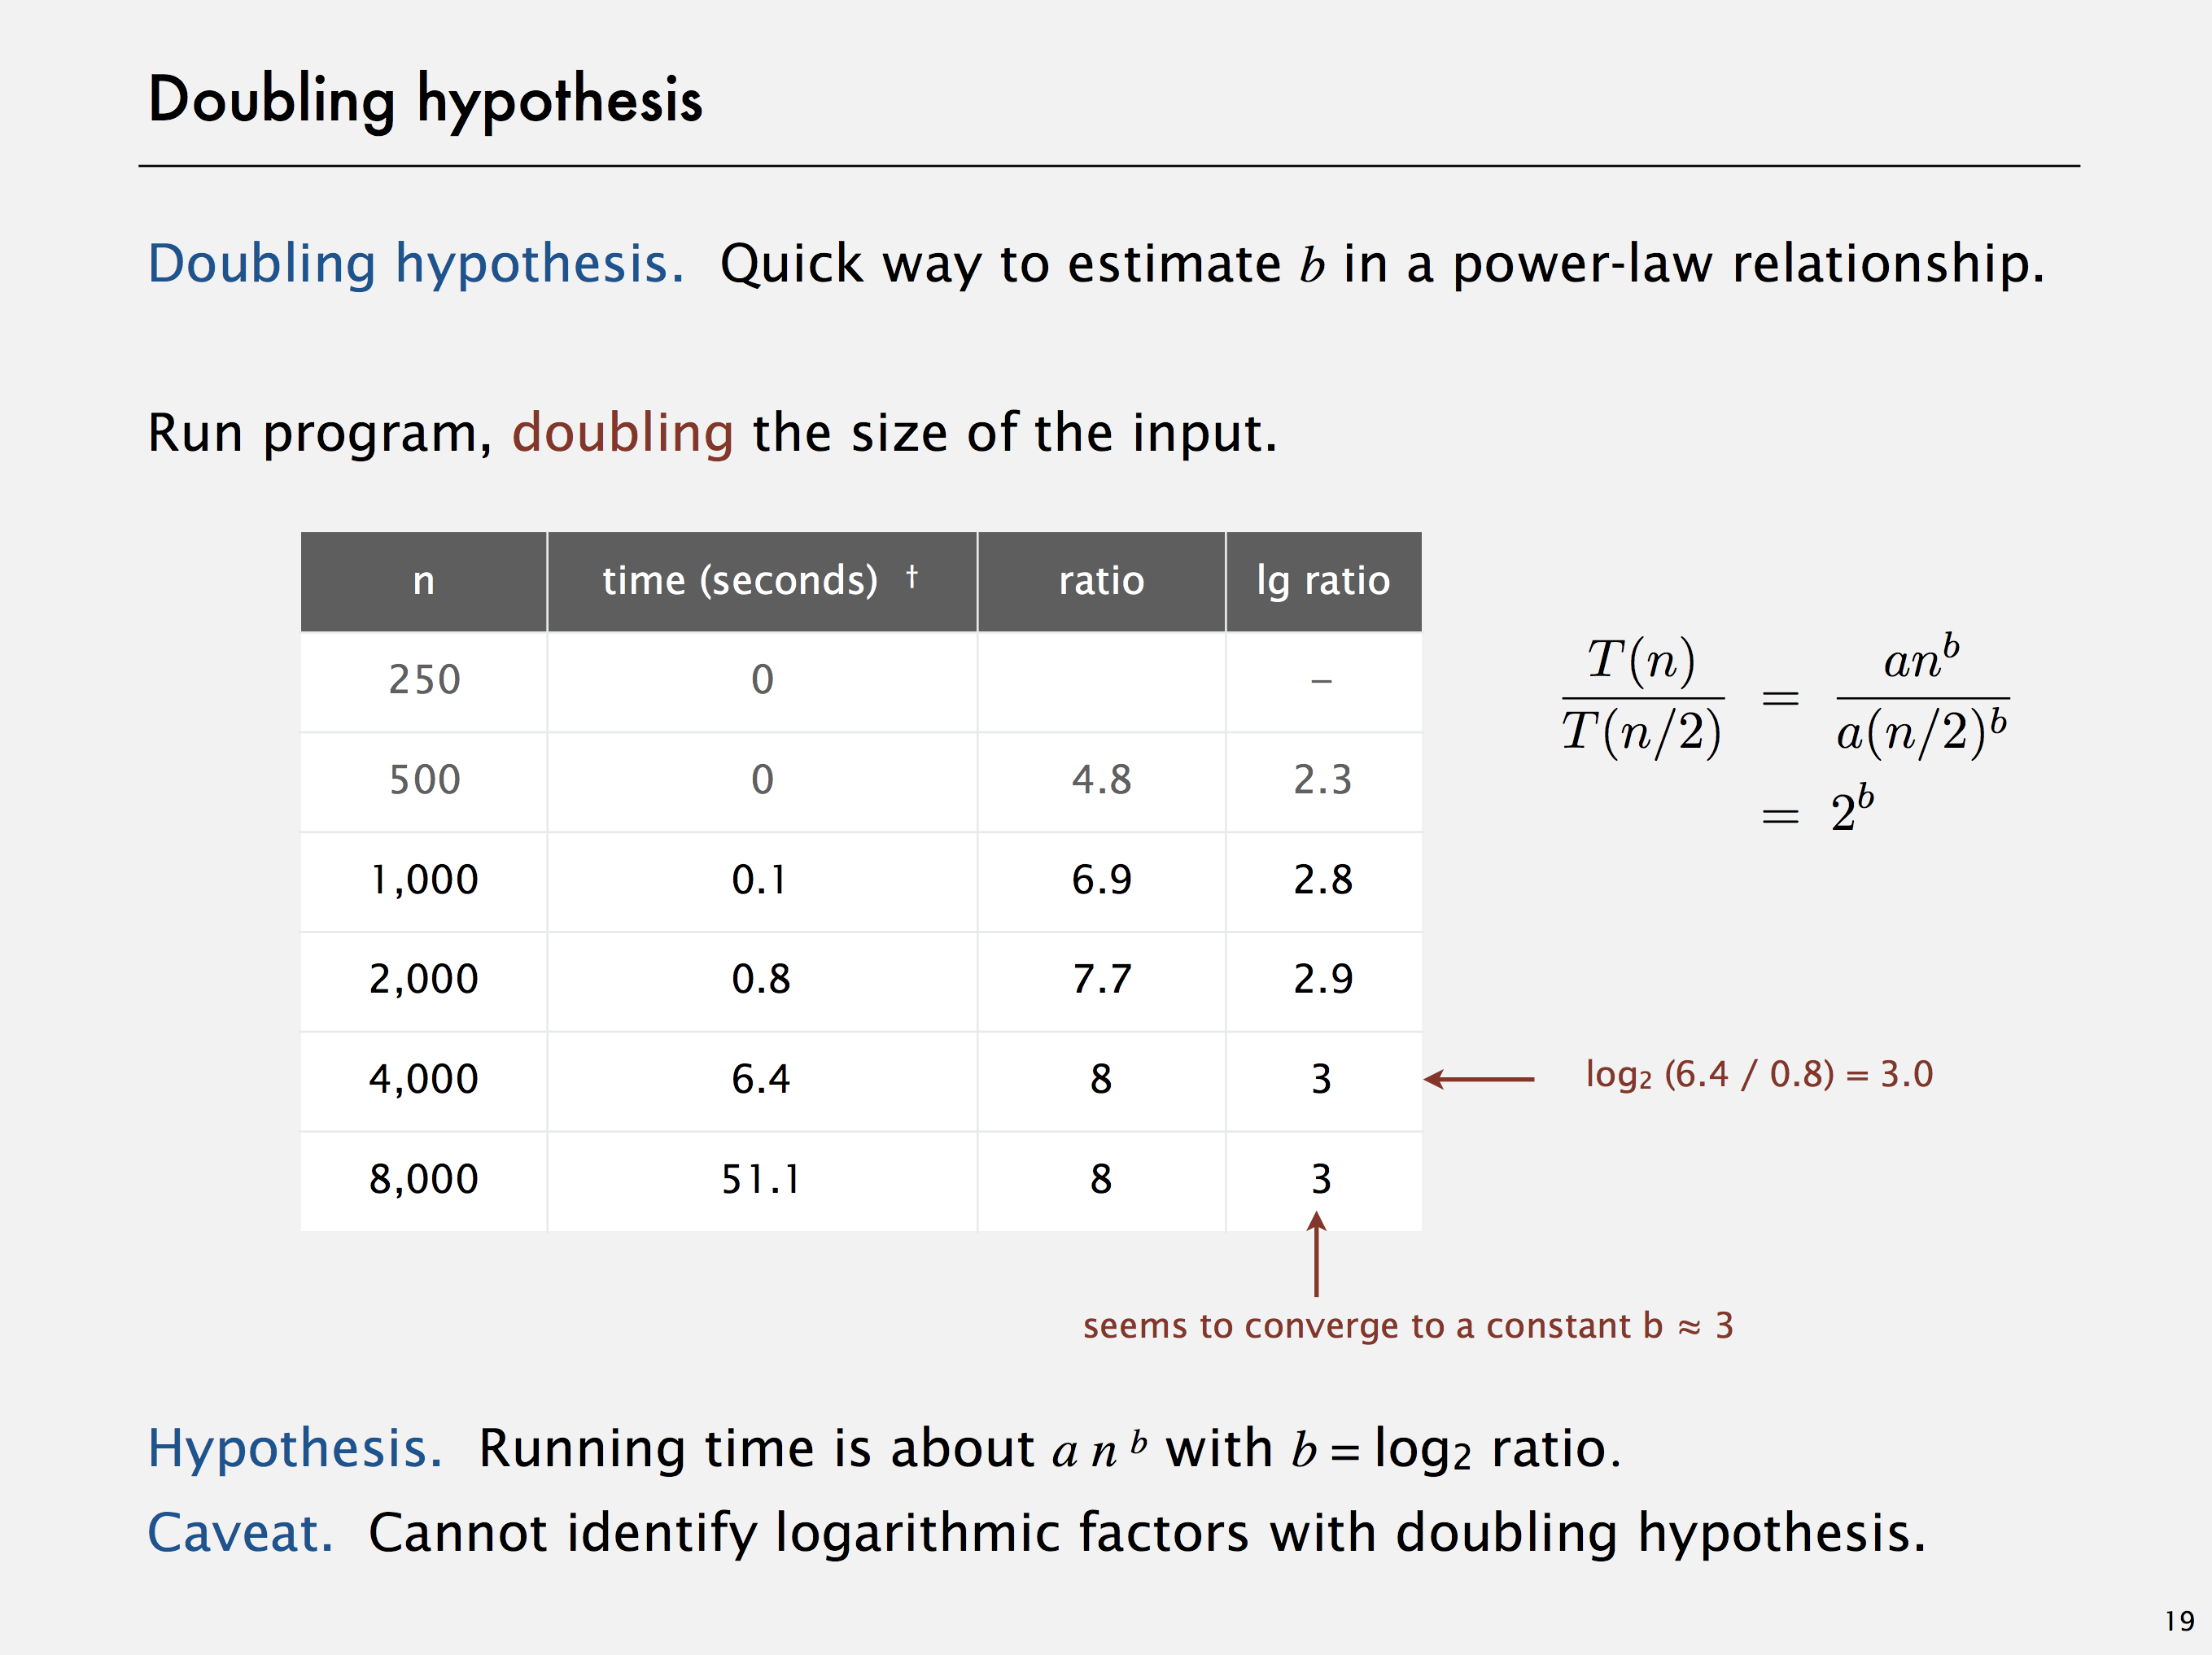 Doubling hypothesis
Doubling hypothesis. Quick way to estimate b in a power-law relationship.
Run program, doubling the size of the input.
n time (seconds) † ratio lg ratio
250 0 –
500 0 4.8 2.3
1,000 0.1 6.9 2.8
2,000 0.8 7.7 2.9
4,000 6.4 8 3
8,000 51.1 8 3
T(n) / T(n/2) = an^b / a(n/2)^b
= 2^b
log₂ (6.4 / 0.8) = 3.0
seems to converge to a constant b ≈ 3
Hypothesis. Running time is about a n ^b with b = log₂ ratio.
Caveat. Cannot identify logarithmic factors with doubling hypothesis.
19